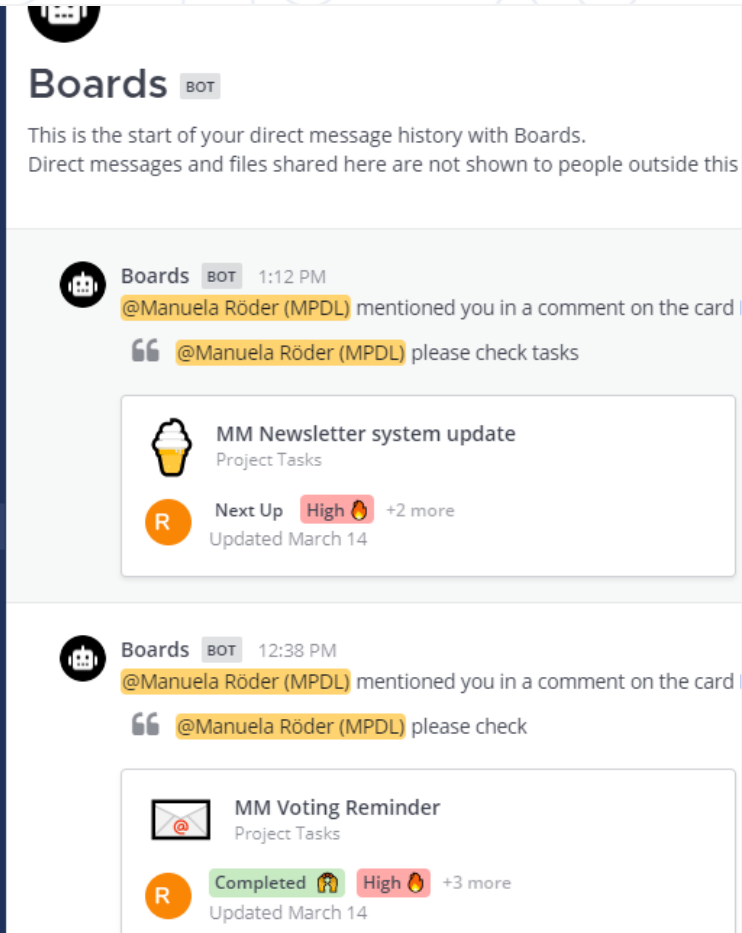 Boards BOT
This is the start of your direct message history with Boards.
Direct messages and files shared here are not shown to people outside this
Boards BOT 1:12 PM
@Manuela Röder (MPDL) mentioned you in a comment on the card
@Manuela Röder (MPDL) please check tasks
MM Newsletter system update
Project Tasks
R Next Up High +2 more
Updated March 14
Boards BOT 12:38 PM
@Manuela Röder (MPDL) mentioned you in a comment on the card
@Manuela Röder (MPDL) please check
@
MM Voting Reminder
Project Tasks
R Completed High +3 more
Updated March 14